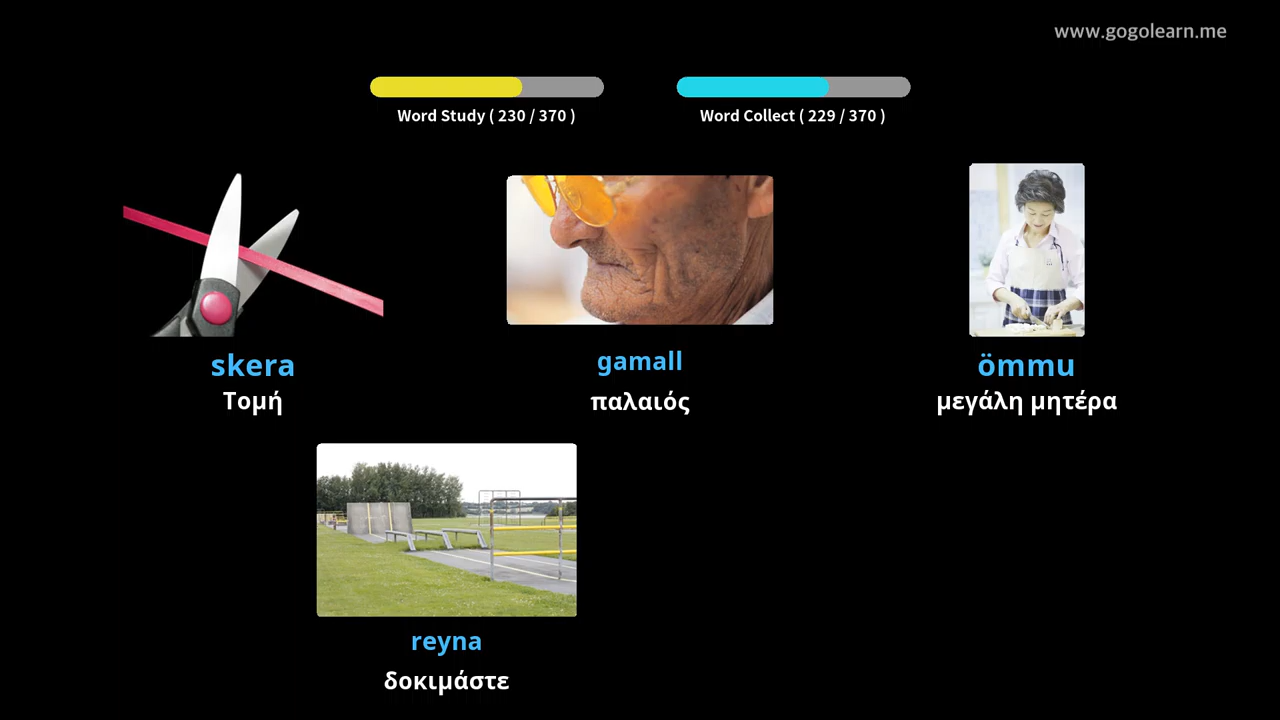 www.gogolearn.me
Word Study ( 230 / 370 )
Word Collect ( 229 / 370 )
skera
Τομή
gamall
παλαιός
ömmu
μεγάλη μητέρα
reyna
δοκιμάστε